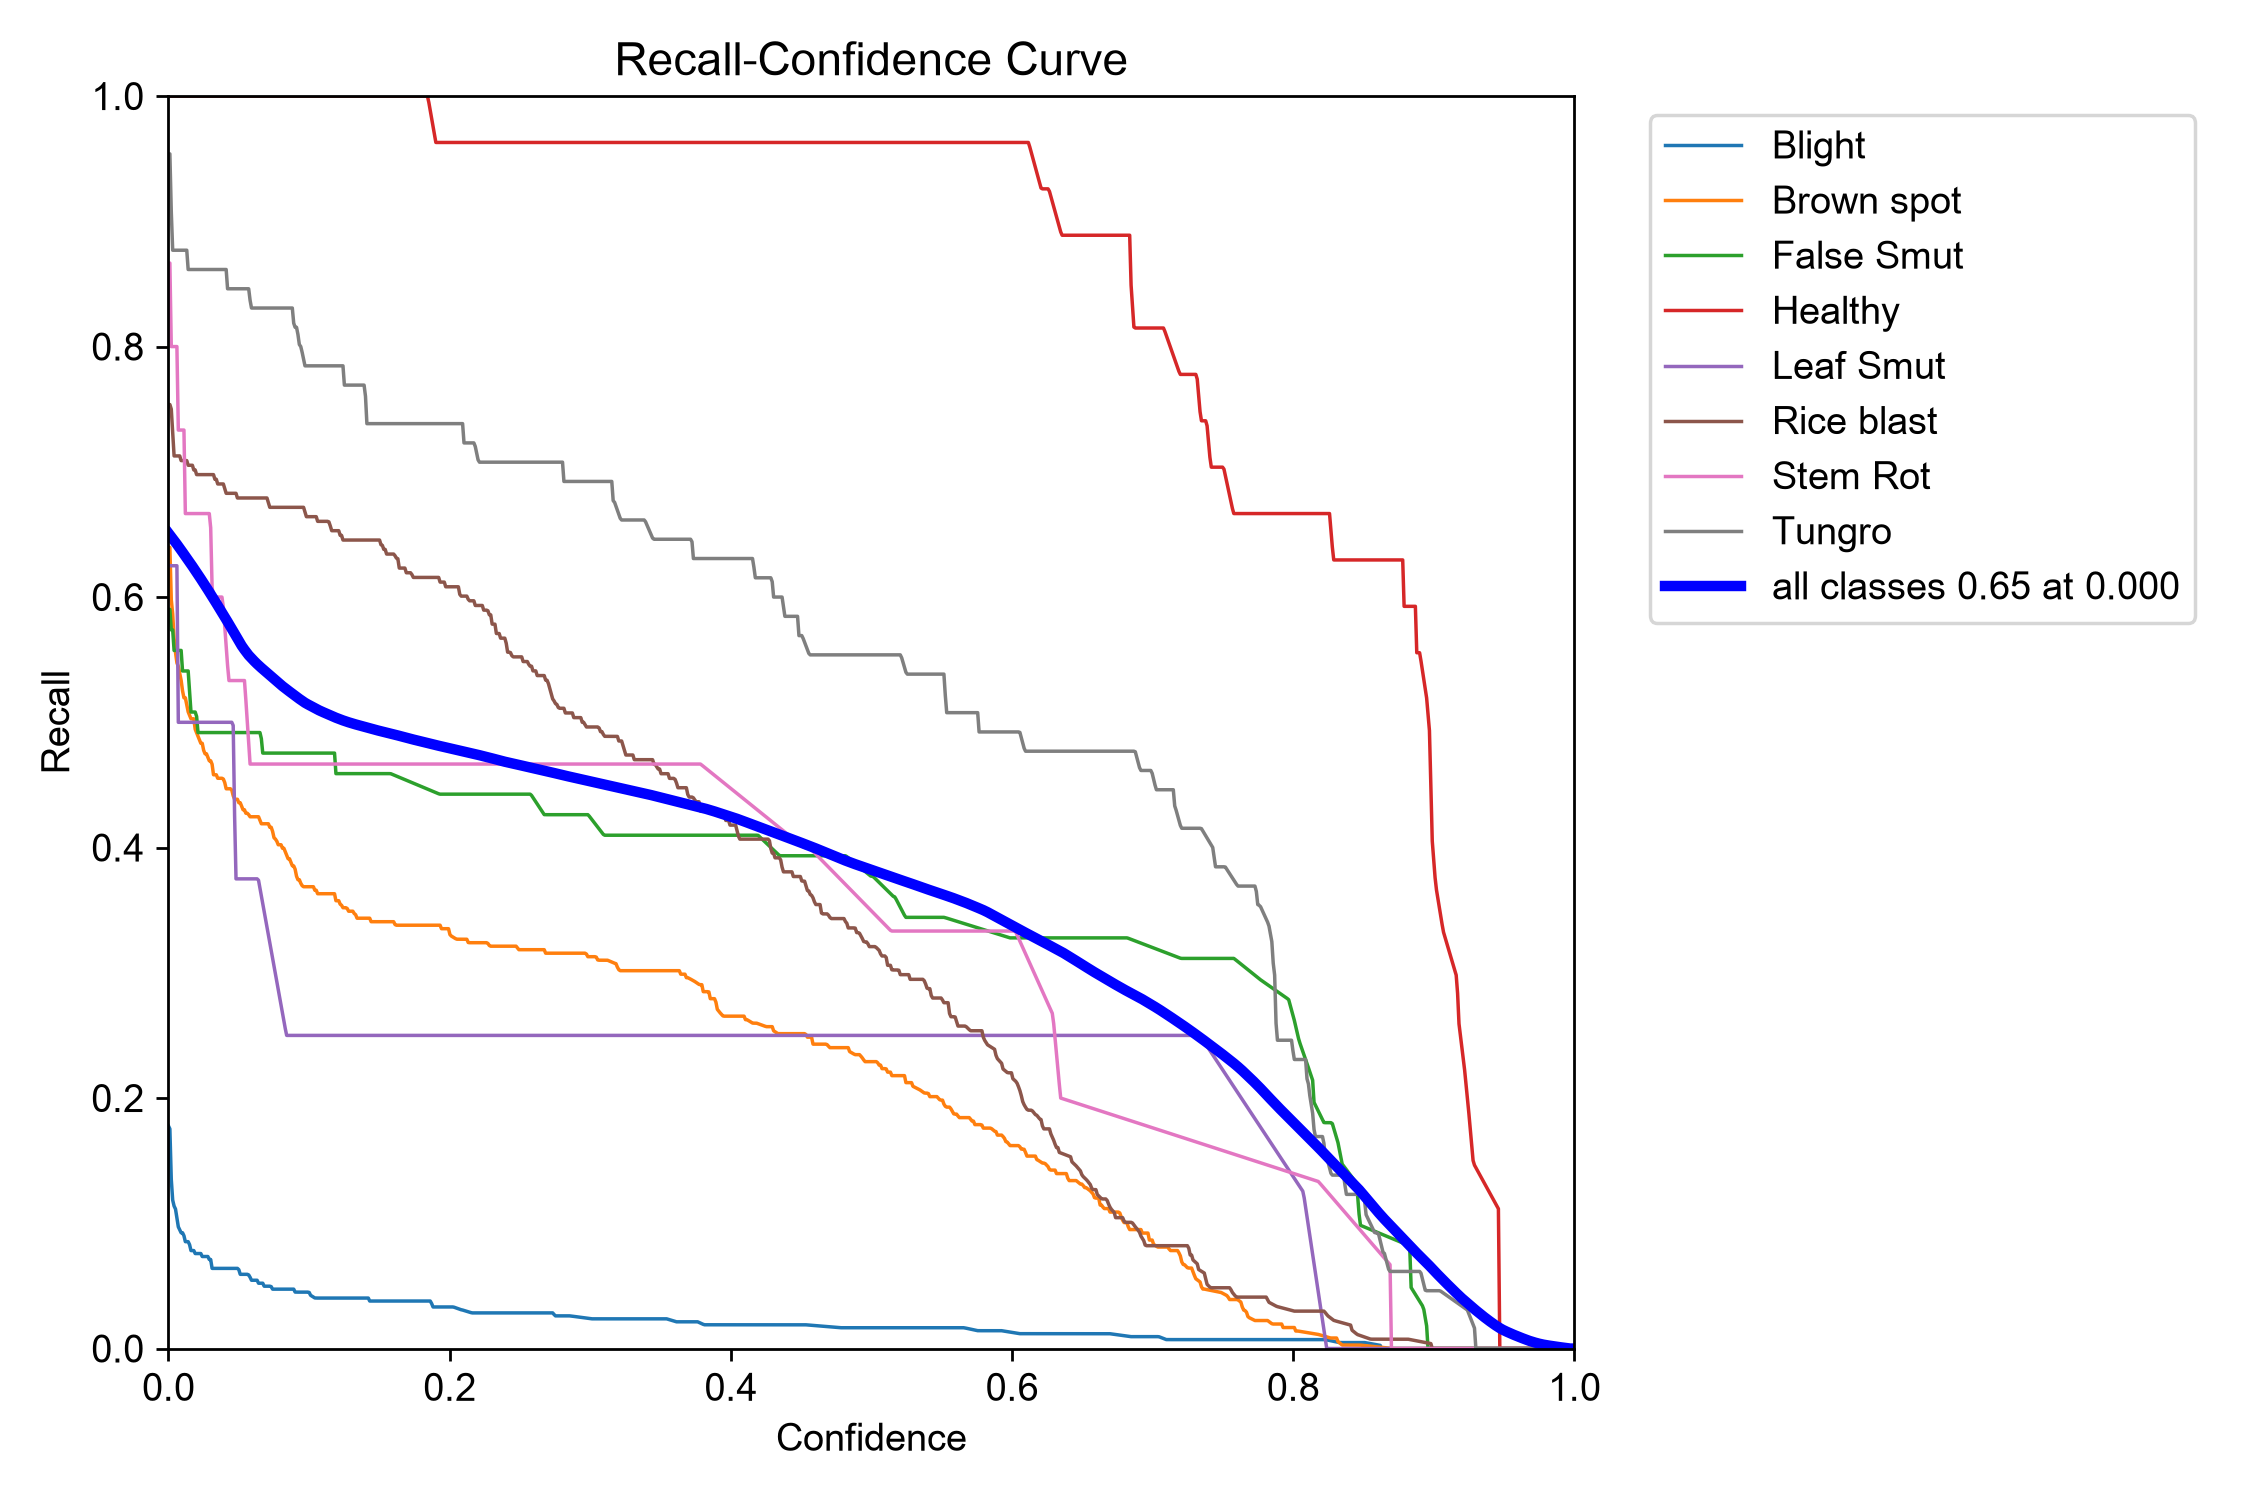 Recall-Confidence Curve
1.0
0.8
0.6
0.4
0.2
0.0
Recall
0.0 0.2 0.4 0.6 0.8 1.0
Confidence
Blight
Brown spot
False Smut
Healthy
Leaf Smut
Rice blast
Stem Rot
Tungro
all classes 0.65 at 0.000